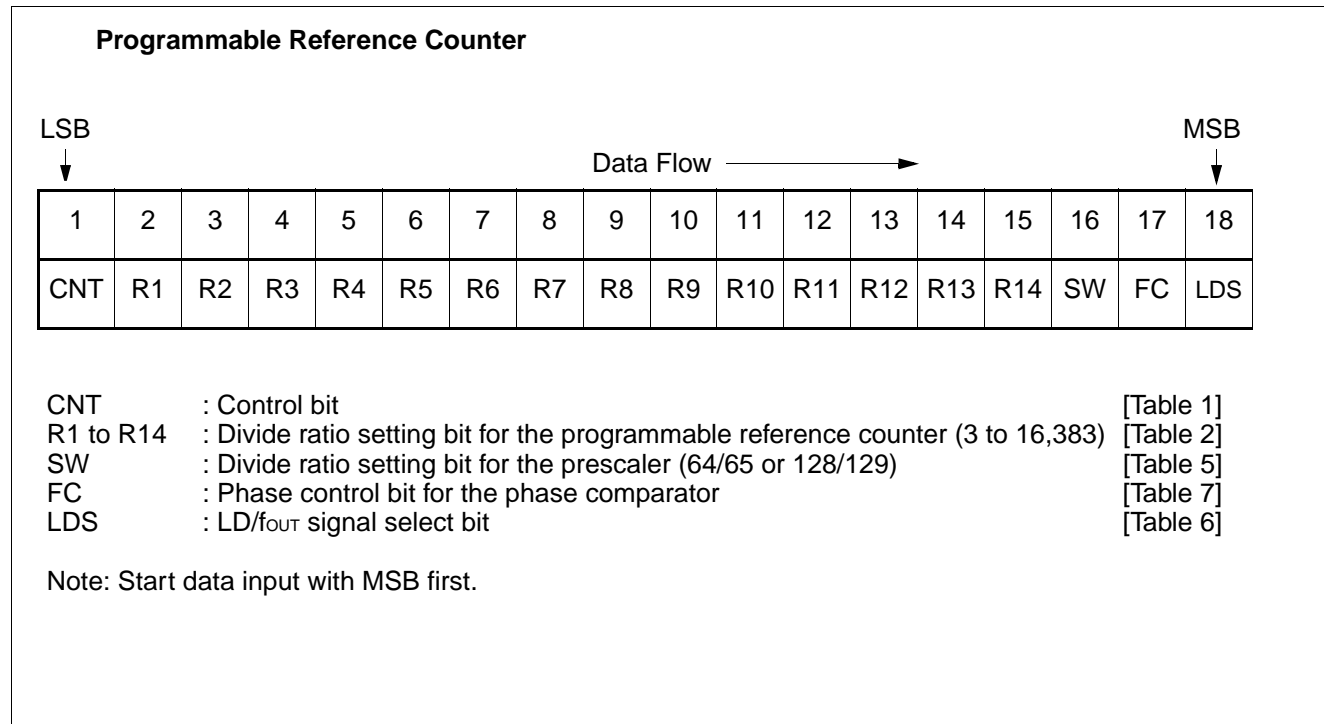 Programmable Reference Counter
LSB MSB
Data Flow
1 2 3 4 5 6 7 8 9 10 11 12 13 14 15 16 17 18
CNT R1 R2 R3 R4 R5 R6 R7 R8 R9 R10 R11 R12 R13 R14 SW FC LDS
CNT : Control bit [Table 1]
R1 to R14 : Divide ratio setting bit for the programmable reference counter (3 to 16,383) [Table 2]
SW : Divide ratio setting bit for the prescaler (64/65 or 128/129) [Table 5]
FC : Phase control bit for the phase comparator [Table 7]
LDS : LD/fOUT signal select bit [Table 6]
Note: Start data input with MSB first.